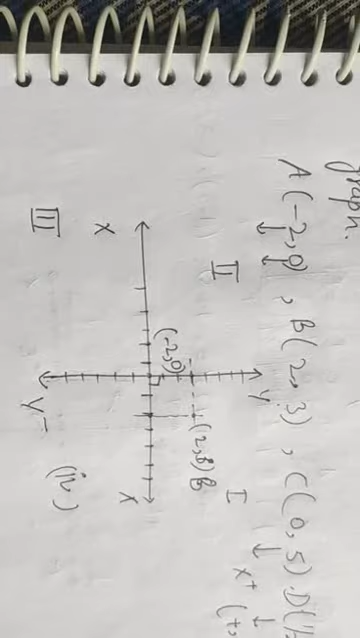 graph.
A(-2,0), B(2,3), C(0,5) D(
x+ (+
II I
Y
(2,3)B
(-2,0)
X X
Y-
III (iv)